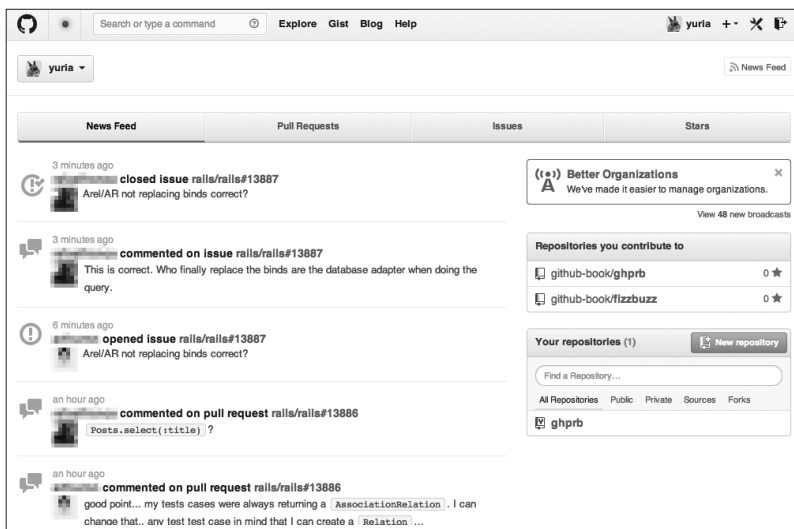 Search or type a command
Explore Gist Blog Help
yuria
yuria
News Feed
News Feed
Pull Requests
Issues
Stars
3 minutes ago
closed issue rails/rails#13887
Arel/AR not replacing binds correct?
3 minutes ago
commented on issue rails/rails#13887
This is correct. Who finally replace the binds are the database adapter when doing the
query.
6 minutes ago
opened issue rails/rails#13887
Arel/AR not replacing binds correct?
an hour ago
commented on pull request rails/rails#13886
Posts.select(:title) ?
an hour ago
commented on pull request rails/rails#13886
good point... my tests cases were always returning a AssociationRelation . I can
change that.. any test test case in mind that I can create a Relation ...
Better Organizations
We've made it easier to manage organizations.
View 48 new broadcasts
Repositories you contribute to
github-book/ghprb 0
github-book/fizzbuzz 0
Your repositories (1)
New repository
Find a Repository...
All Repositories Public Private Sources Forks
ghprb